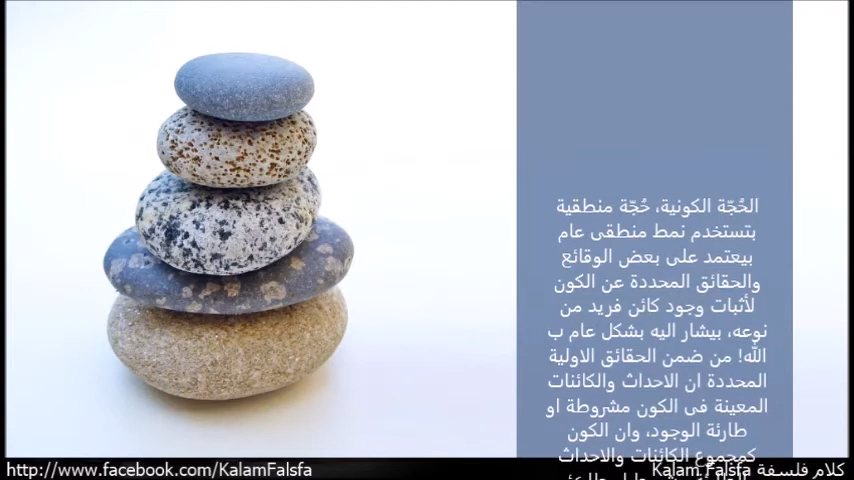 الحُجّة الكونية، حُجّة منطقية
بتستخدم نمط منطقى عام
بيعتمد على بعض الوقائع
والحقائق المحددة عن الكون
لأثبات وجود كائن فريد من
نوعه، بيشار اليه بشكل عام ب
الله! من ضمن الحقائق الاولية
المحددة ان الاحداث والكائنات
المعينة فى الكون مشروطة او
طارئة الوجود، وان الكون
كمجموع الكائنات والاحداث
http://www.facebook.com/KalamFalsfa
Kalam Falsfa كلام فلسفة